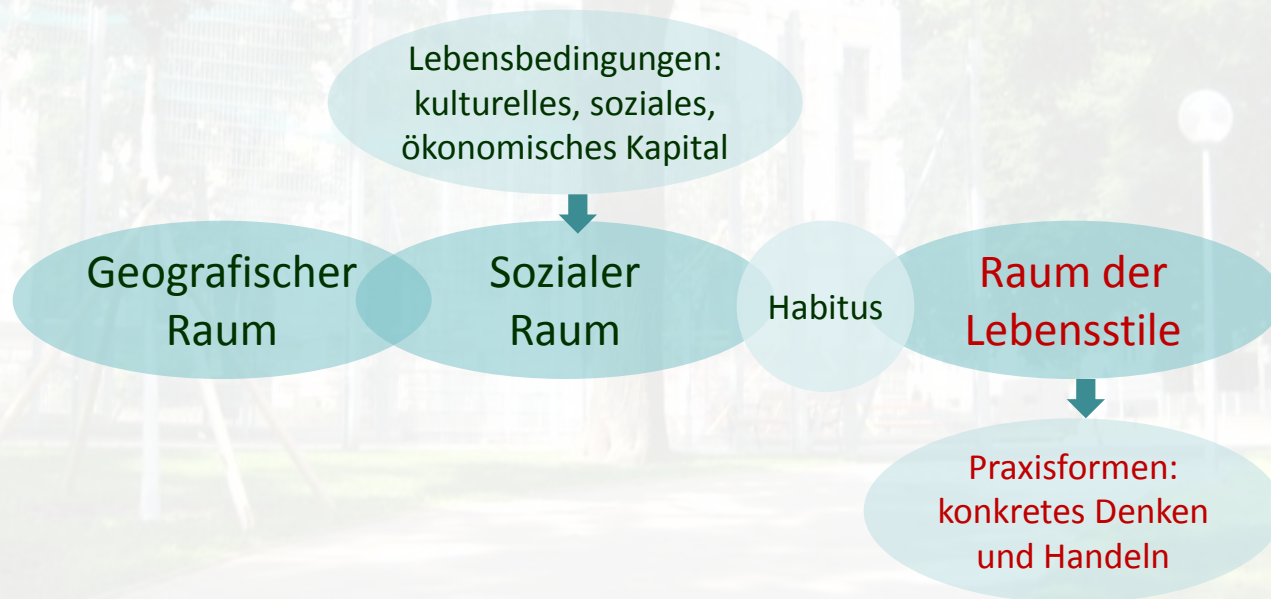 Lebensbedingungen:
kulturelles, soziales,
ökonomisches Kapital
Geografischer
Raum
Sozialer
Raum
Habitus
Raum der
Lebensstile
Praxisformen:
konkretes Denken
und Handeln